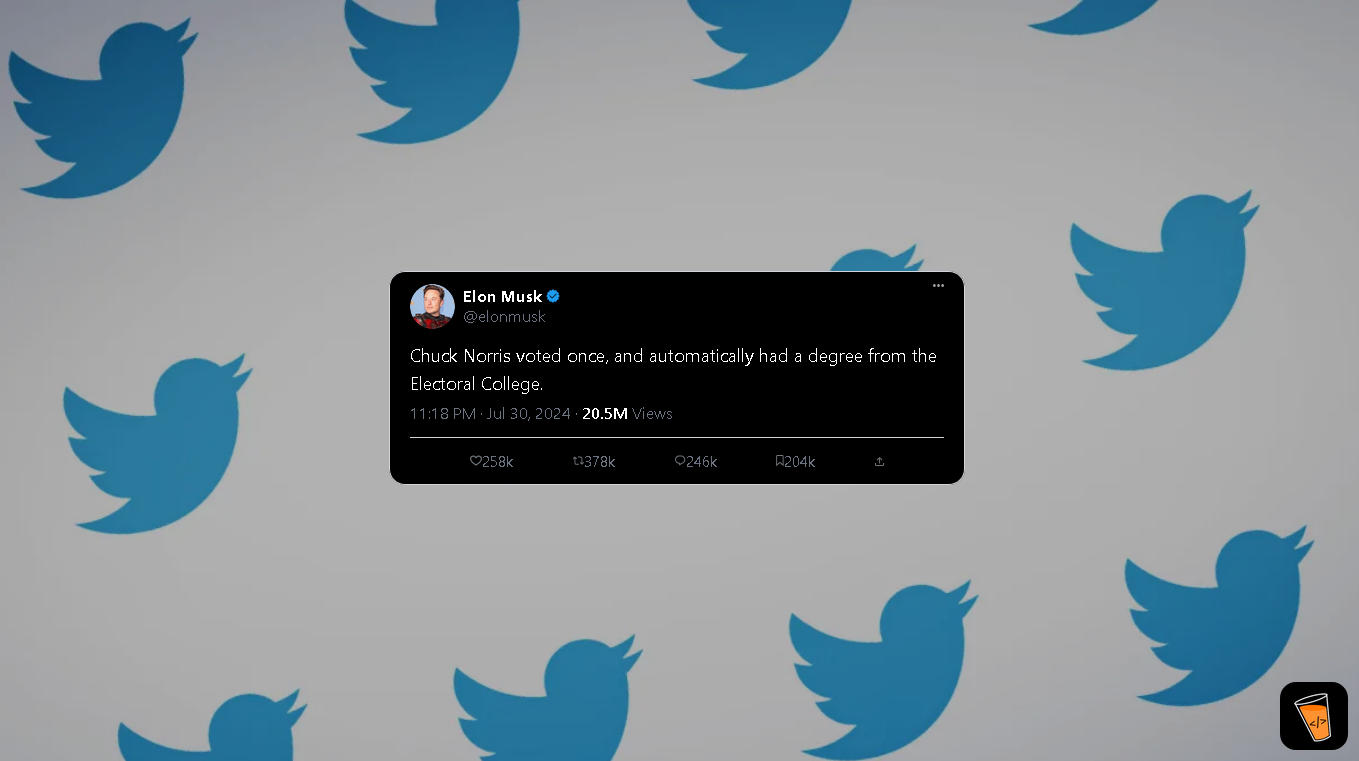 Elon Musk
@elonmusk
Chuck Norris voted once, and automatically had a degree from the
Electoral College.
11:18 PM · Jul 30, 2024 · 20.5M Views
258k 378k 246k 204k
</>